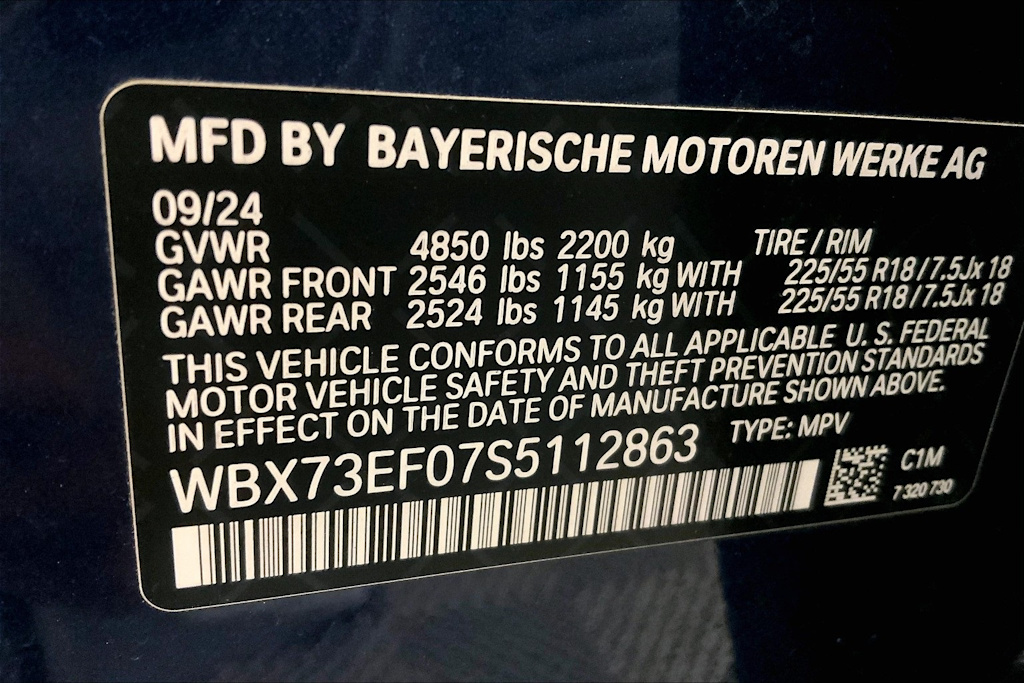 MFD BY BAYERISCHE MOTOREN WERKE AG
09/24
GVWR 4850 lbs 2200 kg TIRE / RIM
GAWR FRONT 2546 lbs 1155 kg WITH 225/55 R18/7.5Jx18
GAWR REAR 2524 lbs 1145 kg WITH 225/55 R18/7.5Jx18
THIS VEHICLE CONFORMS TO ALL APPLICABLE U. S. FEDERAL
MOTOR VEHICLE SAFETY AND THEFT PREVENTION STANDARDS
IN EFFECT ON THE DATE OF MANUFACTURE SHOWN ABOVE.
WBX73EF07S5112863 TYPE: MPV
C1M
7 320 730